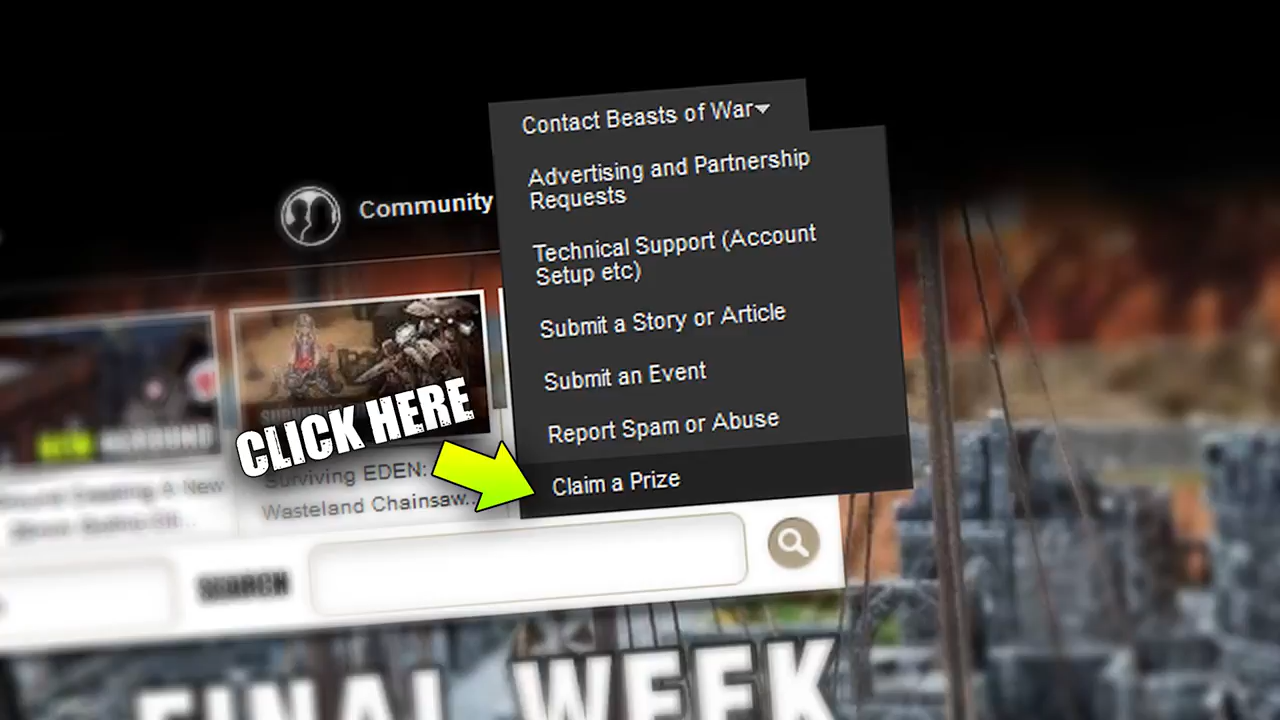 Contact Beasts of War
Advertising and Partnership
Requests
Community
Technical Support (Account
Setup etc)
Submit a Story or Article
Submit an Event
Report Spam or Abuse
Claim a Prize
CLICK HERE
Surviving EDEN:
Wasteland Chainsaw..
SEARCH
FINAL WEEK